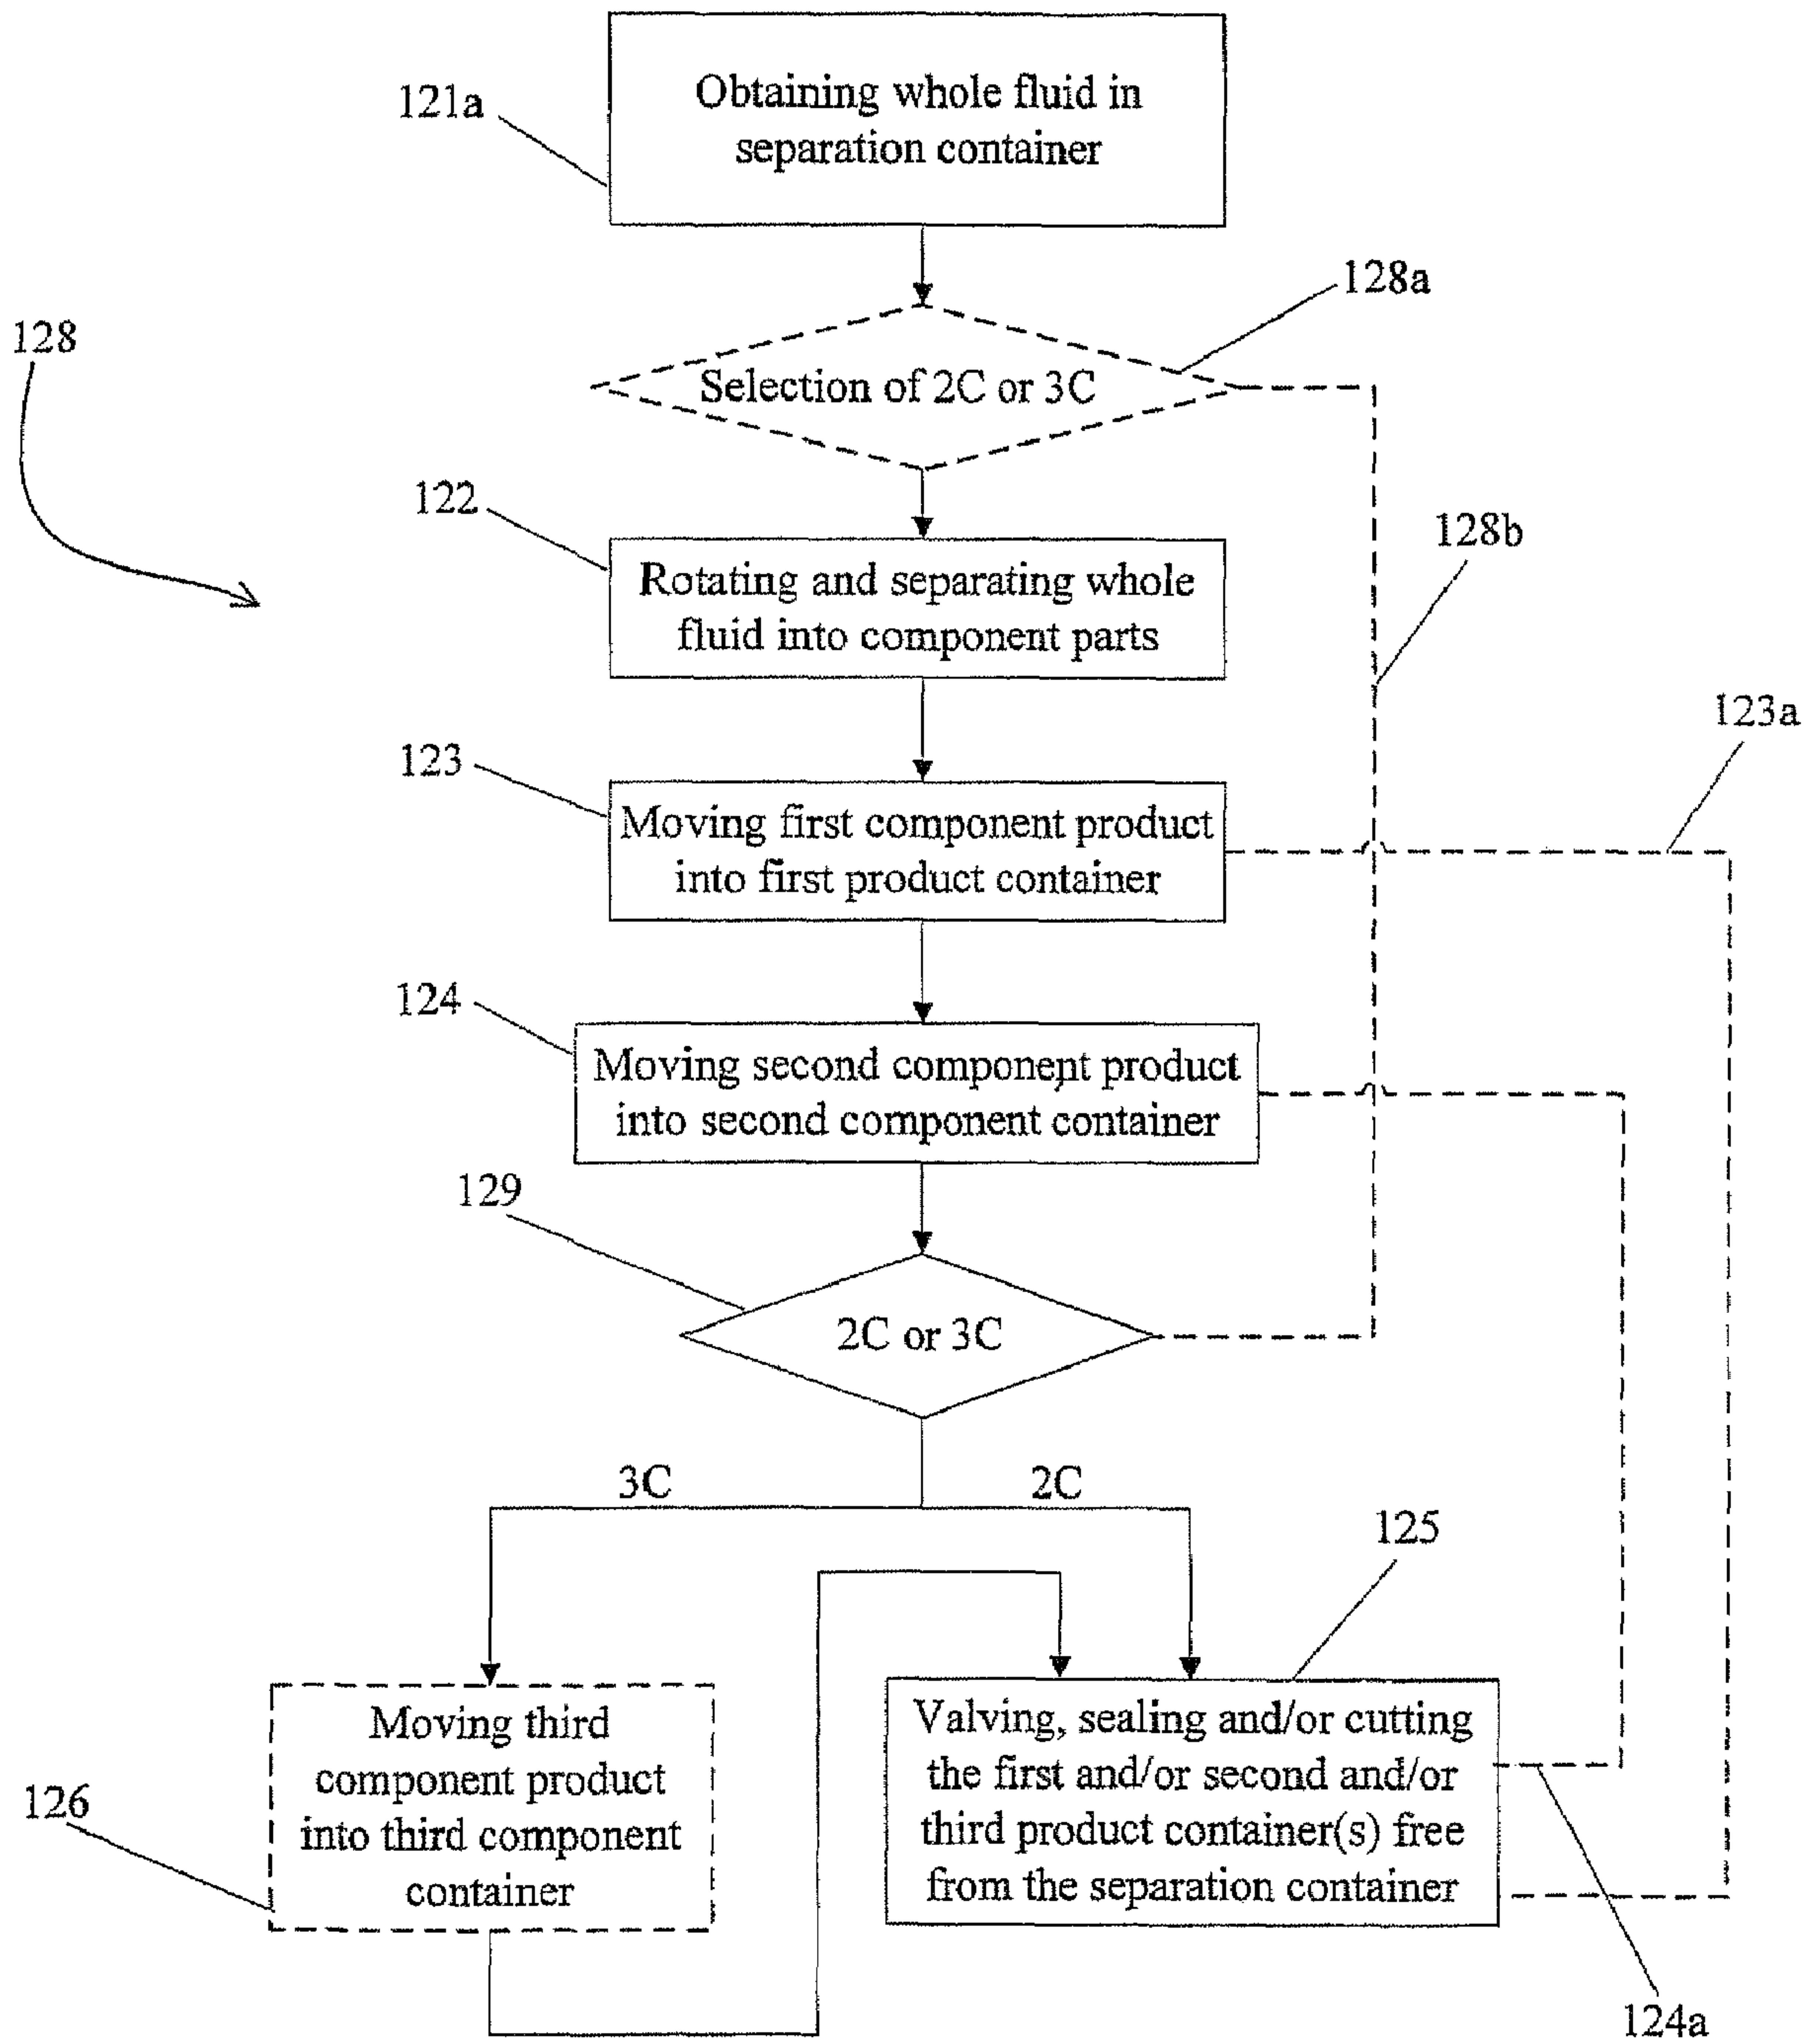 121a
Obtaining whole fluid in
separation container
128a
128
Selection of 2C or 3C
122
128b
Rotating and separating whole
fluid into component parts
123a
123
Moving first component product
into first product container
124
Moving second component product
into second component container
129
2C or 3C
3C
2C
125
Moving third
component product
into third component
container
Valving, sealing and/or cutting
the first and/or second and/or
third product container(s) free
from the separation container
126
124a